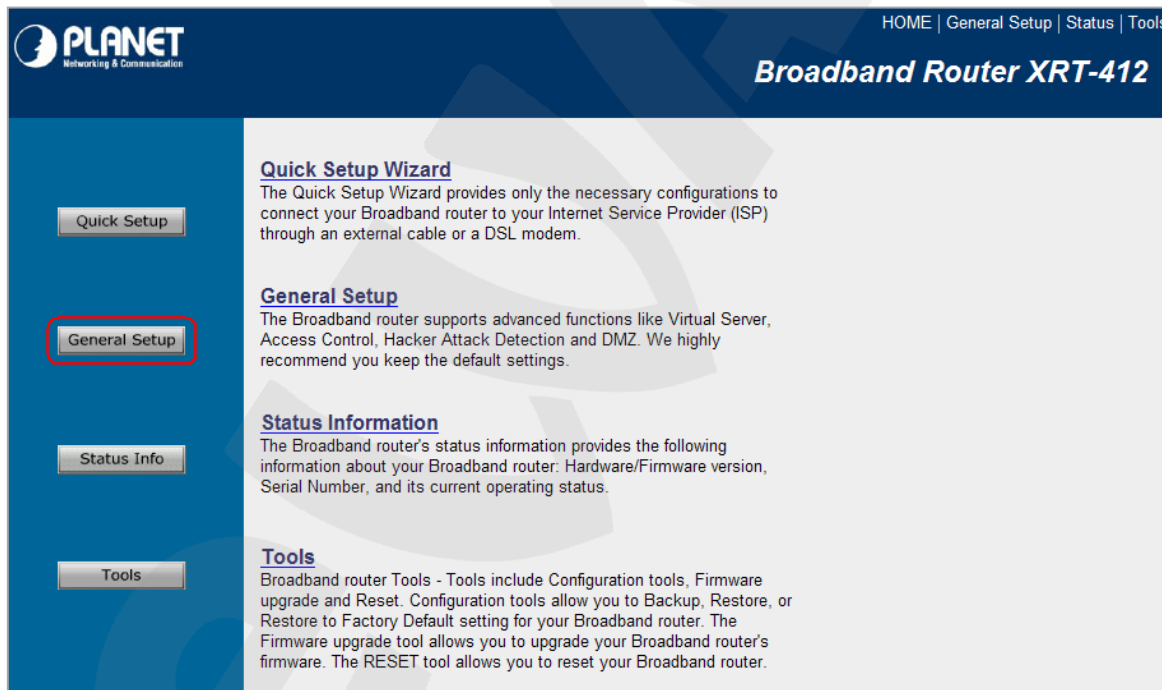 PLANET
Networking & Communication
HOME | General Setup | Status | Tools
Broadband Router XRT-412
Quick Setup
Quick Setup Wizard
The Quick Setup Wizard provides only the necessary configurations to
connect your Broadband router to your Internet Service Provider (ISP)
through an external cable or a DSL modem.
General Setup
General Setup
The Broadband router supports advanced functions like Virtual Server,
Access Control, Hacker Attack Detection and DMZ. We highly
recommend you keep the default settings.
Status Info
Status Information
The Broadband router's status information provides the following
information about your Broadband router: Hardware/Firmware version,
Serial Number, and its current operating status.
Tools
Tools
Broadband router Tools - Tools include Configuration tools, Firmware
upgrade and Reset. Configuration tools allow you to Backup, Restore, or
Restore to Factory Default setting for your Broadband router. The
Firmware upgrade tool allows you to upgrade your Broadband router's
firmware. The RESET tool allows you to reset your Broadband router.